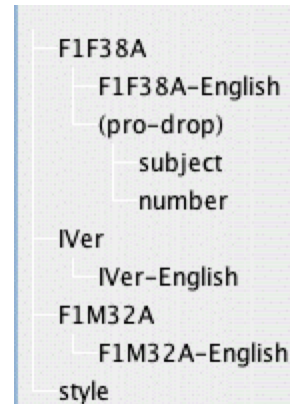 F1F38A
F1F38A-English
(pro-drop)
subject
number
IVer
IVer-English
F1M32A
F1M32A-English
style